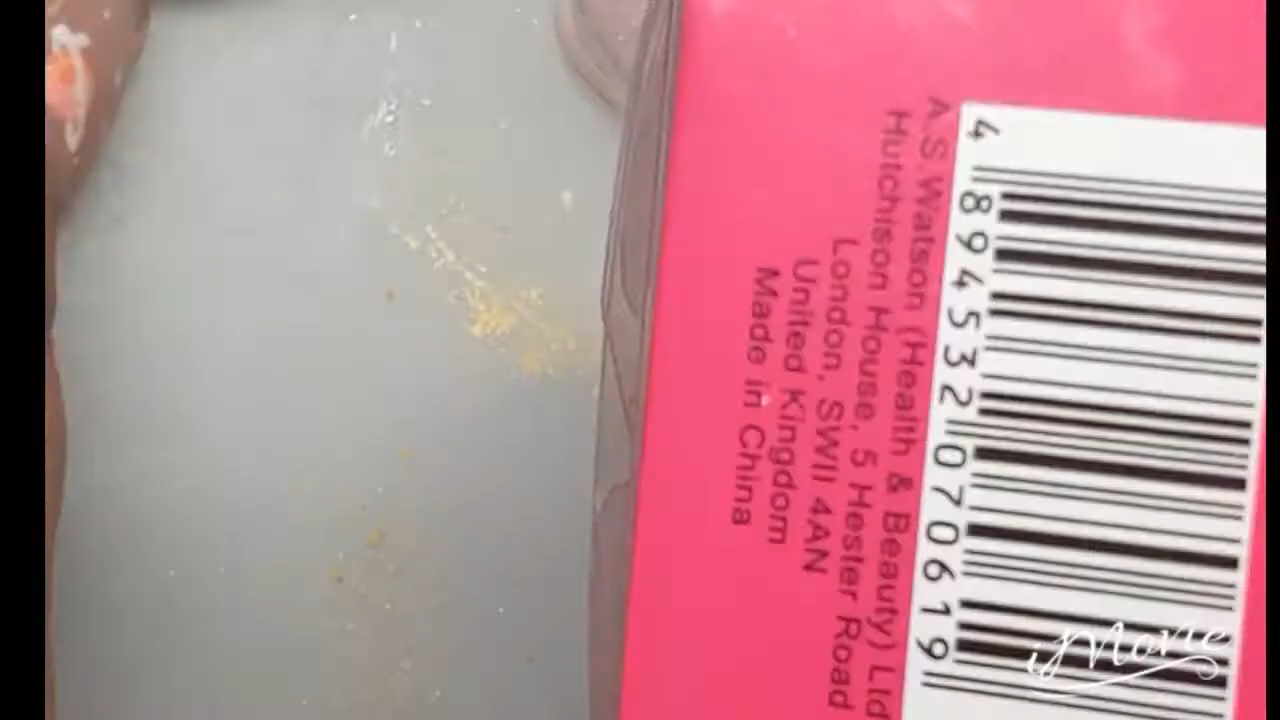 A.S.Watson (Health & Beauty) Ltd
Hutchison House, 5 Hester Road
London, SW11 4AN
United Kingdom
Made in China
4 894532 070619
iMovie